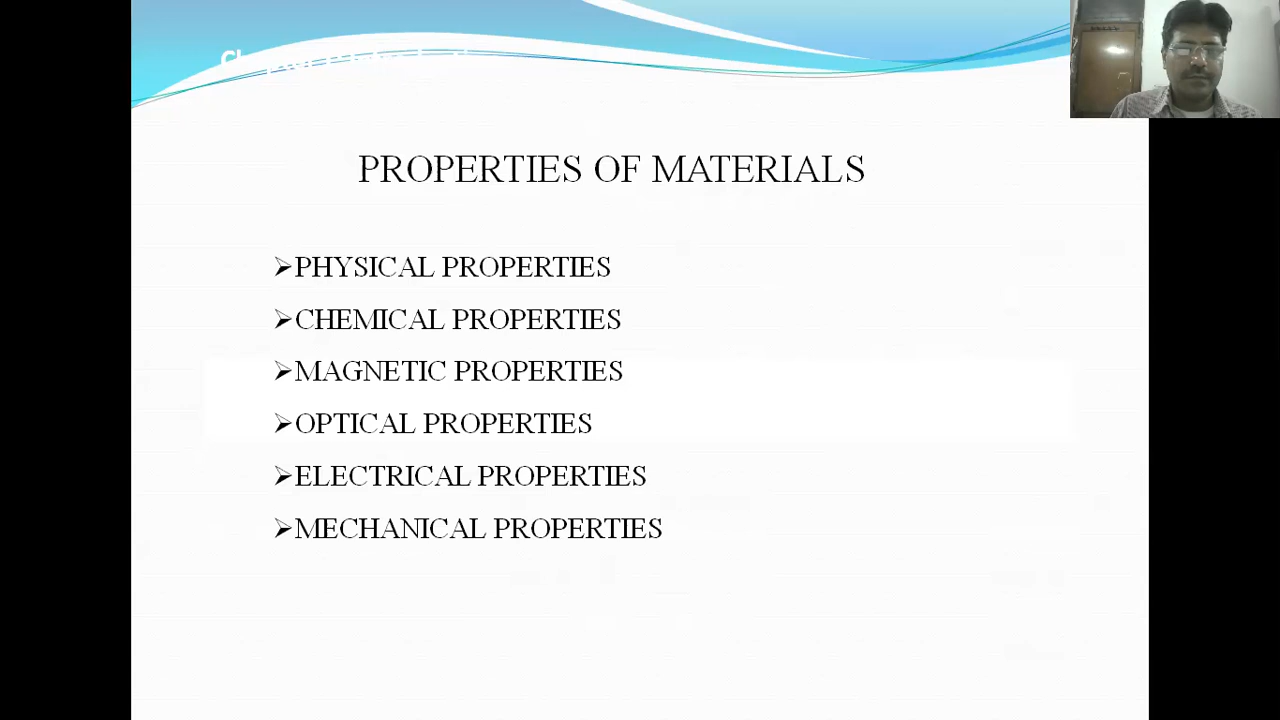 PROPERTIES OF MATERIALS
➢PHYSICAL PROPERTIES
➢CHEMICAL PROPERTIES
➢MAGNETIC PROPERTIES
➢OPTICAL PROPERTIES
➢ELECTRICAL PROPERTIES
➢MECHANICAL PROPERTIES